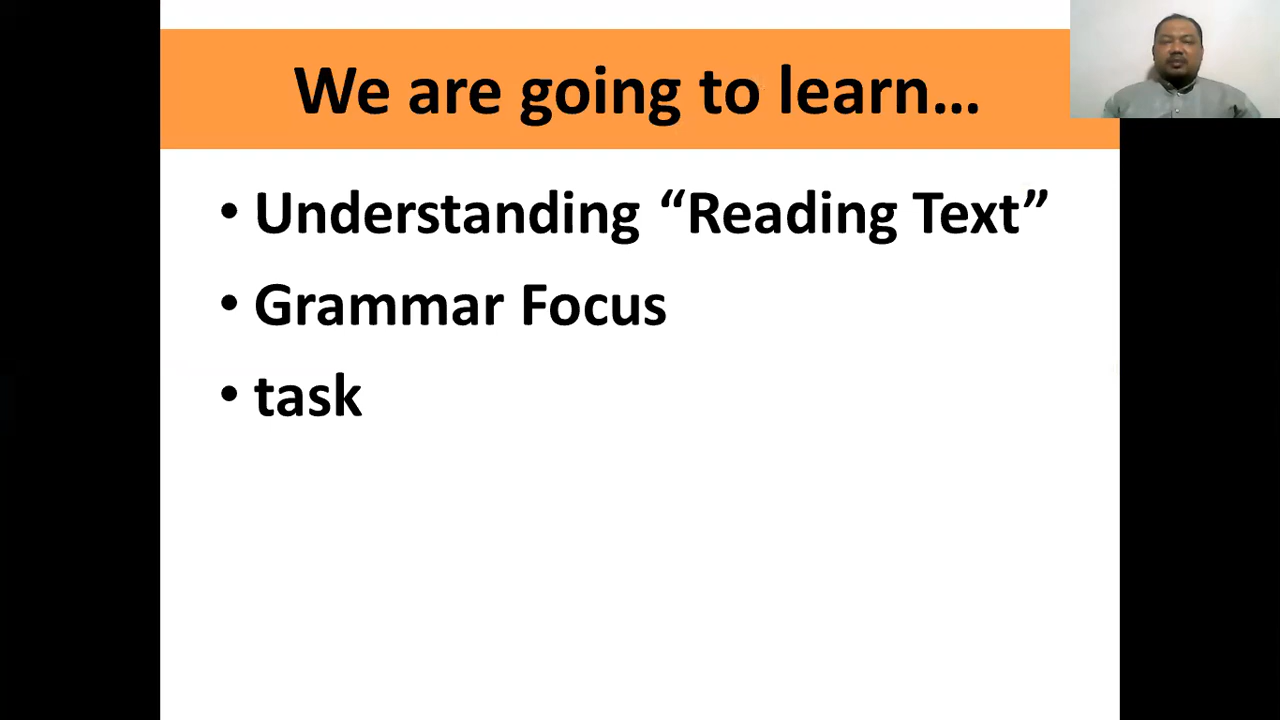 We are going to learn…
• Understanding “Reading Text”
• Grammar Focus
• task